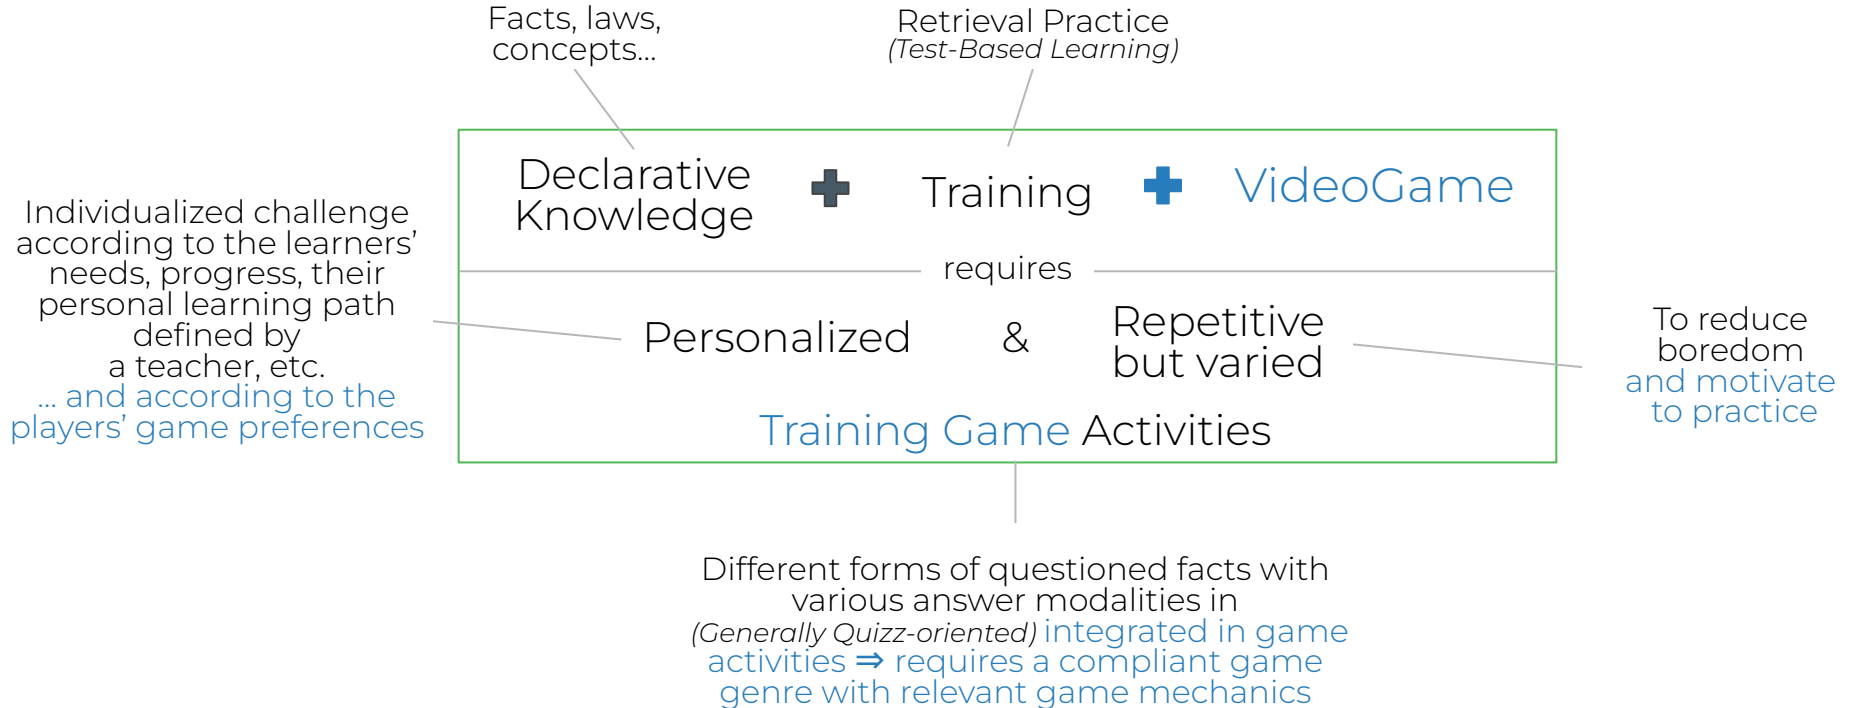 Facts, laws,
concepts...
Retrieval Practice
(Test-Based Learning)
Declarative
Knowledge
Training
VideoGame
requires
Individualized challenge
according to the learners’
needs, progress, their
personal learning path
defined by
a teacher, etc.
... and according to the
players’ game preferences
Personalized
&
Repetitive
but varied
To reduce
boredom
and motivate
to practice
Training Game Activities
Different forms of questioned facts with
various answer modalities in
(Generally Quizz-oriented) integrated in game
activities ⇒ requires a compliant game
genre with relevant game mechanics